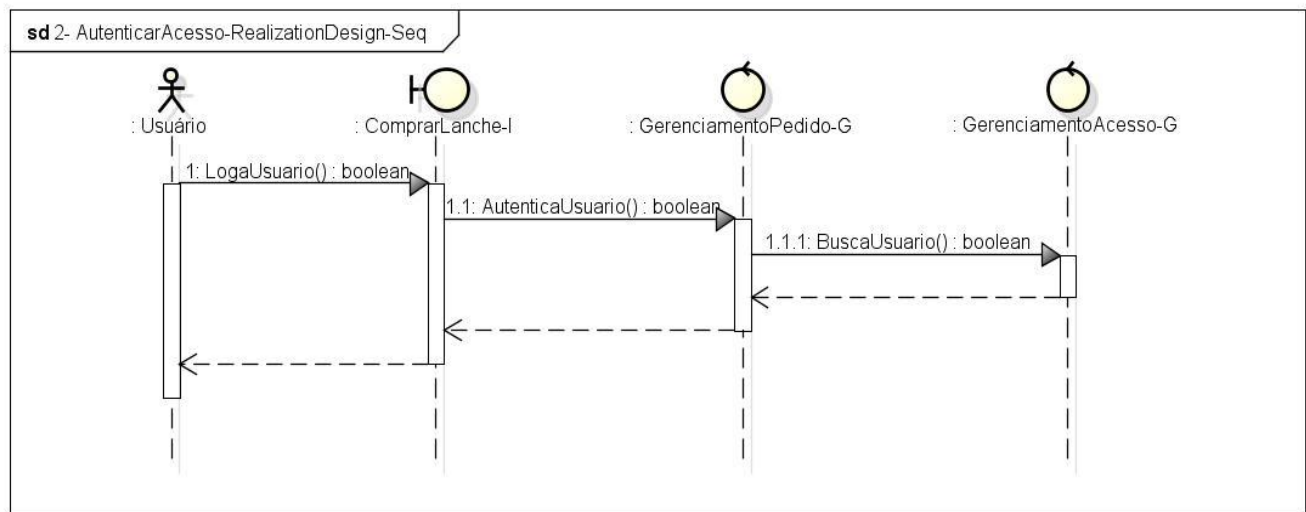 sd 2- AutenticarAcesso-RealizationDesign-Seq
: Usuário
: ComprarLanche-I
: GerenciamentoPedido-G
: GerenciamentoAcesso-G
1: LogaUsuario() : boolean
1.1: AutenticaUsuario() : boolean
1.1.1: BuscaUsuario() : boolean